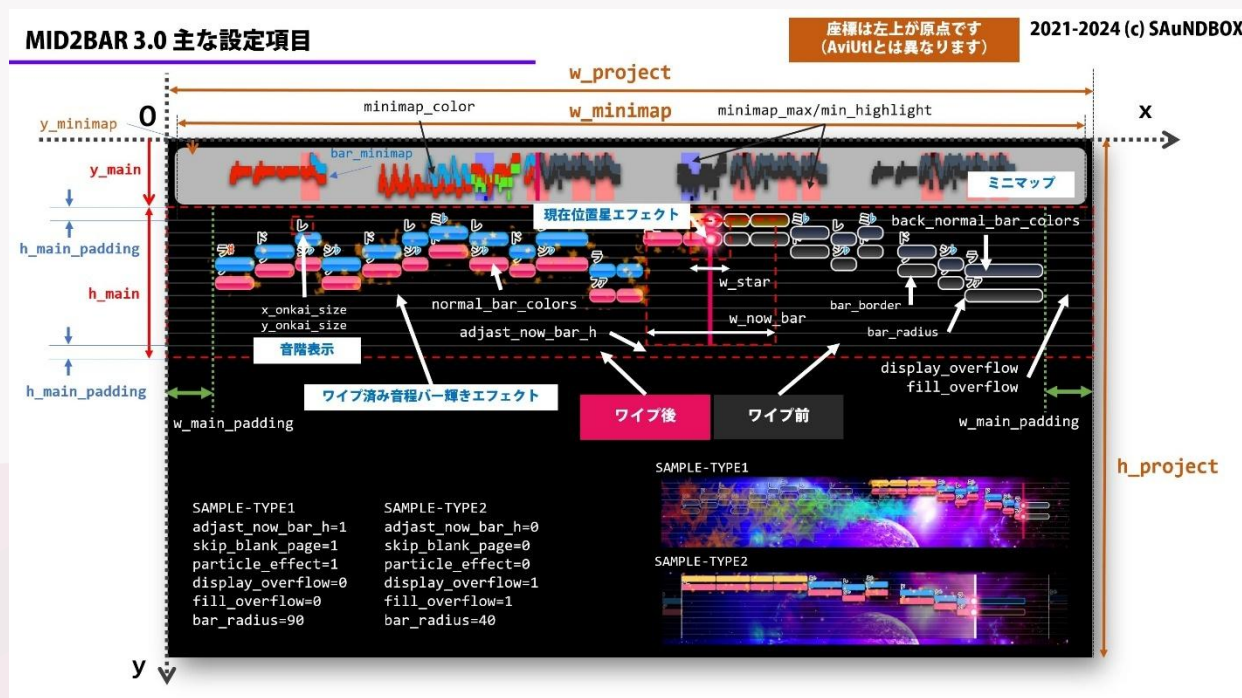 MID2BAR 3.0 主な設定項目
座標は左上が原点です
（AviUtlとは異なります）
2021-2024 (c) SAuNDBOX
w_project
0
minimap_color
w_minimap
minimap_max/min_highlight
x
y_minimap
y_main
bar_minimap
ミニマップ
現在位置星エフェクト
back_normal_bar_colors
h_main_padding
h_main
w_star
normal_bar_colors
bar_border
w_now_bar
x_onkai_size
y_onkai_size
adjast_now_bar_h
bar_radius
音階表示
display_overflow
fill_overflow
h_main_padding
ワイプ済み音程バー輝きエフェクト
ワイプ後
ワイプ前
w_main_padding
w_main_padding
h_project
SAMPLE-TYPE1
SAMPLE-TYPE1
adjast_now_bar_h=1
skip_blank_page=1
particle_effect=1
display_overflow=0
fill_overflow=0
bar_radius=90
SAMPLE-TYPE2
adjast_now_bar_h=0
skip_blank_page=0
particle_effect=0
display_overflow=1
fill_overflow=1
bar_radius=40
SAMPLE-TYPE2
y